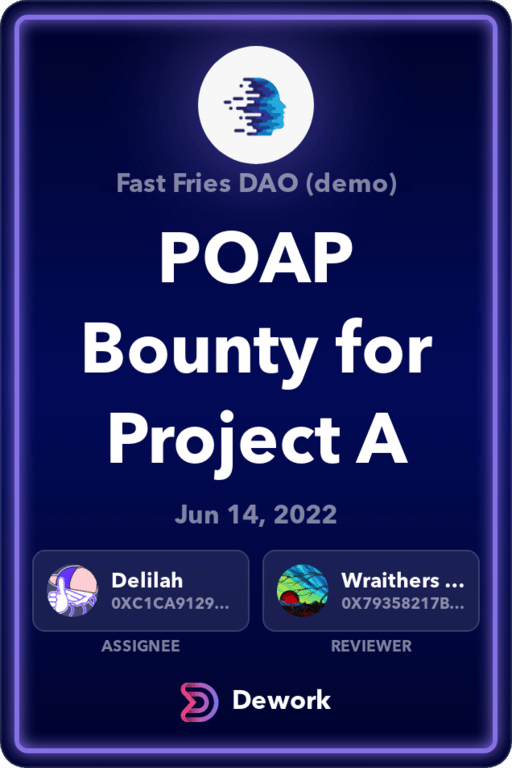 Fast Fries DAO (demo)
POAP
Bounty for
Project A
Jun 14, 2022
Delilah
0XC1CA9129...
ASSIGNEE
Wraithers ...
0X79358217B...
REVIEWER
Dework